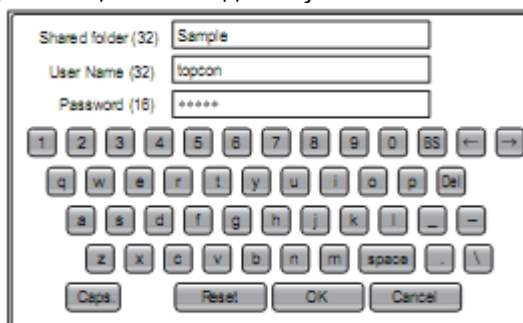 Shared folder (32) Sample
User Name (32) topcon
Password (16) *****
1 2 3 4 5 6 7 8 9 0 BS ← →
q w e r t y u i o p Del
a s d f g h j k l _ –
z x c v b n m space . \
Caps. Reset OK Cancel